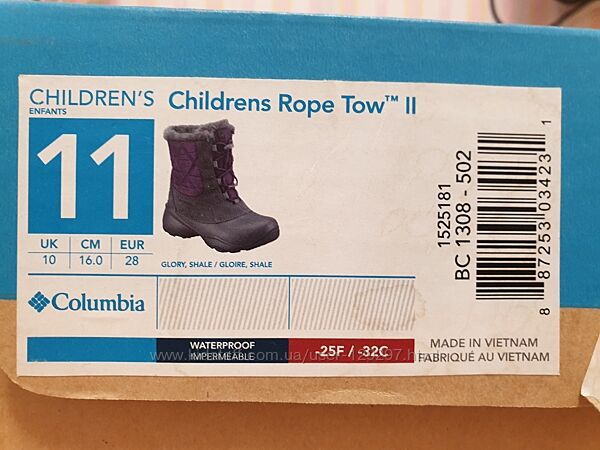 CHILDREN'S
ENFANTS
Childrens Rope Tow™ II
11
UK CM EUR
10 16.0 28
GLORY, SHALE / GLOIRE, SHALE
Columbia
WATERPROOF
IMPERMÉABLE
-25F / -32C
1525181
BC 1308 - 502
8 87253 03423 1
MADE IN VIETNAM
FABRIQUÉ AU VIETNAM